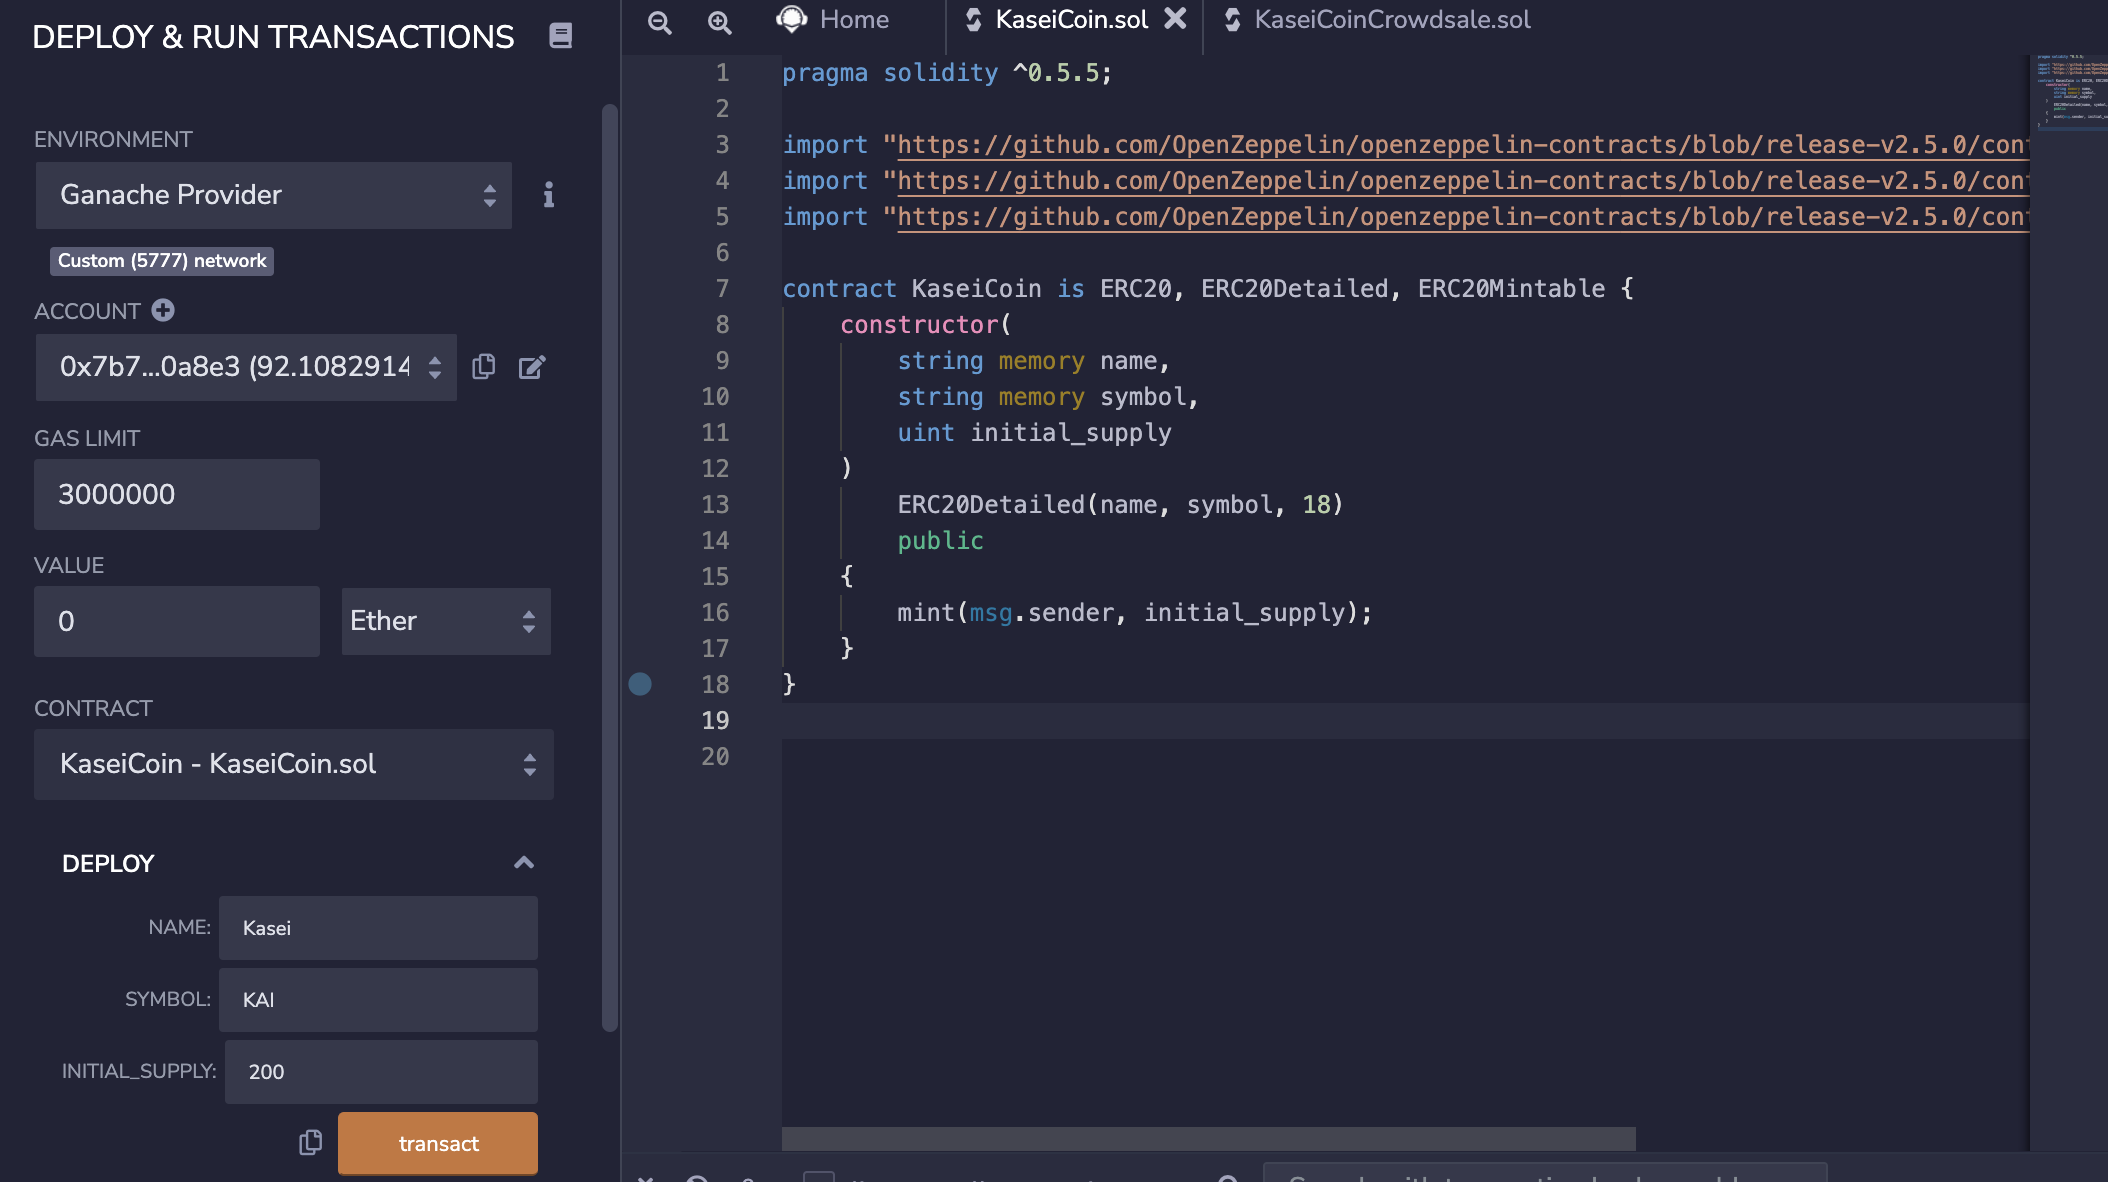 DEPLOY & RUN TRANSACTIONS
ENVIRONMENT
Ganache Provider
Custom (5777) network
ACCOUNT
0x7b7...0a8e3 (92.1082914
GAS LIMIT
3000000
VALUE
0
Ether
CONTRACT
KaseiCoin - KaseiCoin.sol
DEPLOY
NAME: Kasei
SYMBOL: KAI
INITIAL_SUPPLY: 200
transact
Home
KaseiCoin.sol
KaseiCoinCrowdsale.sol
1 pragma solidity ^0.5.5;
2
3 import "https://github.com/OpenZeppelin/openzeppelin-contracts/blob/release-v2.5.0/cont
4 import "https://github.com/OpenZeppelin/openzeppelin-contracts/blob/release-v2.5.0/cont
5 import "https://github.com/OpenZeppelin/openzeppelin-contracts/blob/release-v2.5.0/cont
6
7 contract KaseiCoin is ERC20, ERC20Detailed, ERC20Mintable {
8 constructor(
9 string memory name,
10 string memory symbol,
11 uint initial_supply
12 )
13 ERC20Detailed(name, symbol, 18)
14 public
15 {
16 mint(msg.sender, initial_supply);
17 }
18 }
19
20